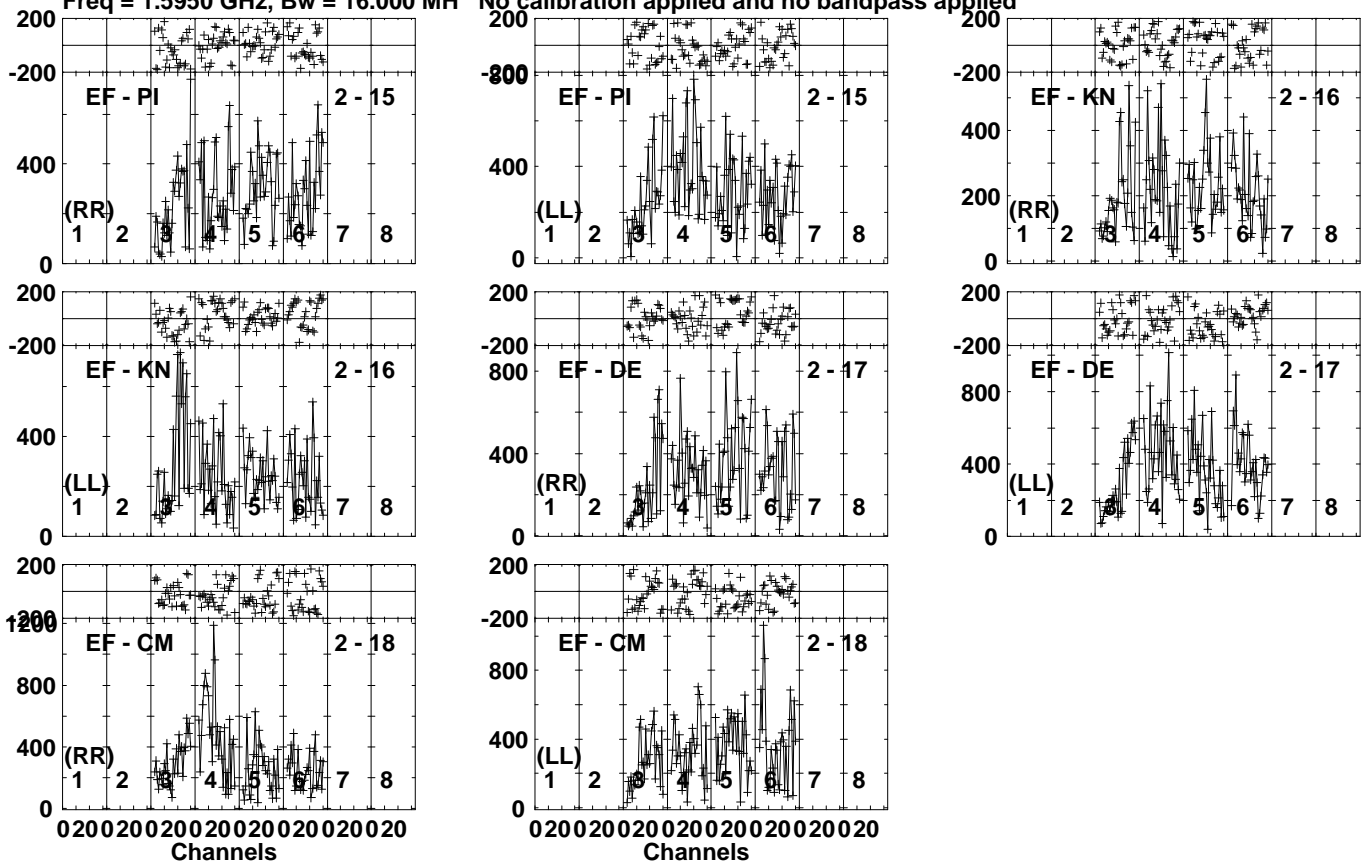 Freq = 1.5950 GHz, Bw = 16.000 MH No calibration applied and no bandpass applied
200 200 200
-200 -200 -200
800
EF - PI 2 - 15 EF - PI 2 - 15 EF - KN 2 - 16
400 400 400
200
(RR) (LL) (RR)
1 2 3 4 5 6 7 8 1 2 3 4 5 6 7 8 1 2 3 4 5 6 7 8
0 0 0
200 200 200
-200 -200 -200
EF - KN 2 - 16 EF - DE 2 - 17 EF - DE 2 - 17
800 800
400 400 400
(LL) (RR) (LL)
1 2 3 4 5 6 7 8 1 2 3 4 5 6 7 8 1 2 3 4 5 6 7 8
0 0 0
200 200
-200 -200
1200
EF - CM 2 - 18 EF - CM 2 - 18
800 800
400 400
(RR) (LL)
1 2 3 4 5 6 7 8 1 2 3 4 5 6 7 8
0 0
0 20 0 20 0 20 0 20 0 20 0 20 0 20 0 20 0 20 0 20 0 20 0 20 0 20 0 20 0 20 0 20
Channels Channels